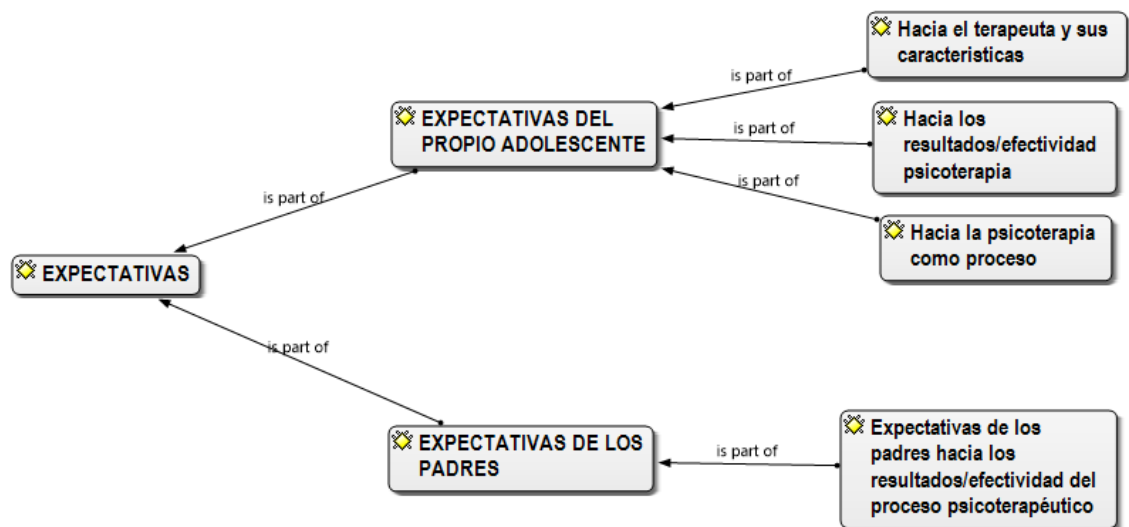 Hacia el terapeuta y sus
caracteristicas
is part of
EXPECTATIVAS DEL
PROPIO ADOLESCENTE
is part of
Hacia los
resultados/efectividad
psicoterapia
is part of
is part of
Hacia la psicoterapia
como proceso
EXPECTATIVAS
is part of
EXPECTATIVAS DE LOS
PADRES
is part of
Expectativas de los
padres hacia los
resultados/efectividad del
proceso psicoterapéutico